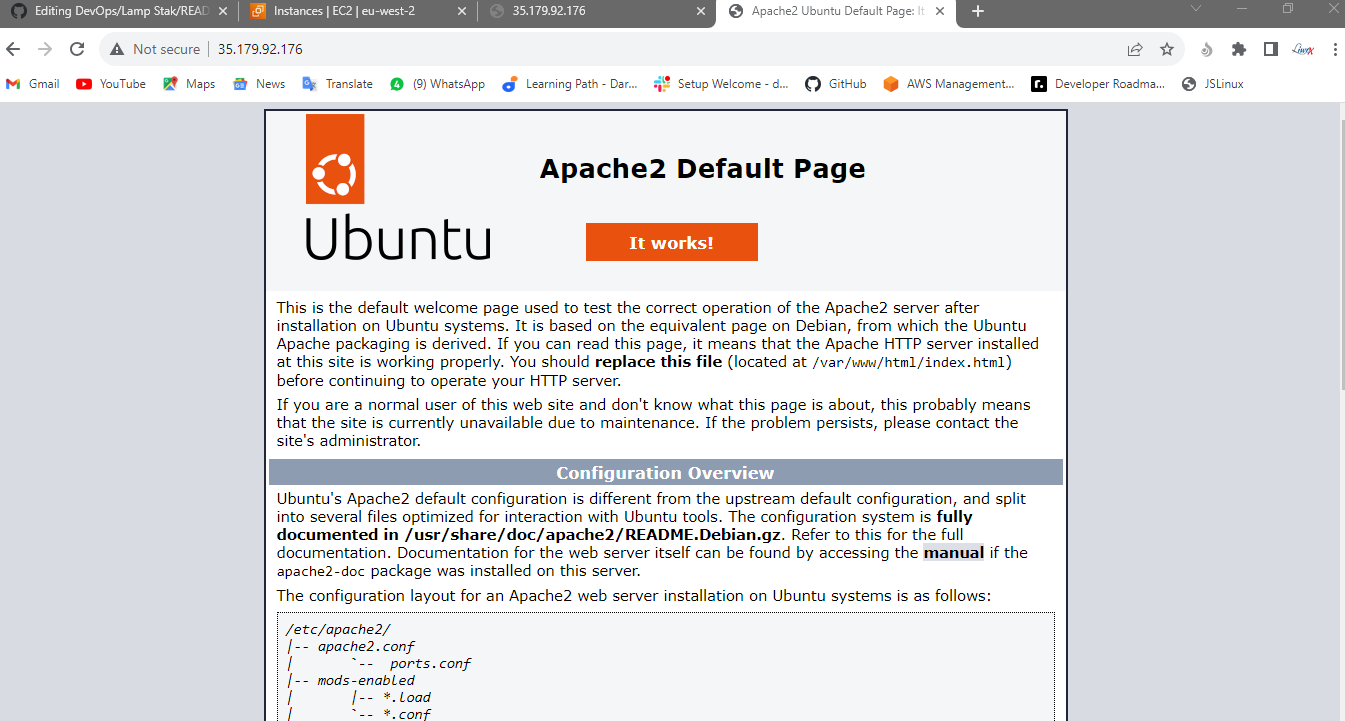 Editing DevOps/Lamp Stak/READ
Instances | EC2 | eu-west-2
35.179.92.176
Apache2 Ubuntu Default Page: It
Not secure
35.179.92.176
Gmail
YouTube
Maps
News
Translate
(9) WhatsApp
Learning Path - Dar...
Setup Welcome - d...
GitHub
AWS Management...
Developer Roadma...
JSLinux
Apache2 Default Page
Ubuntu
It works!
This is the default welcome page used to test the correct operation of the Apache2 server after
installation on Ubuntu systems. It is based on the equivalent page on Debian, from which the Ubuntu
Apache packaging is derived. If you can read this page, it means that the Apache HTTP server installed
at this site is working properly. You should replace this file (located at /var/www/html/index.html)
before continuing to operate your HTTP server.
If you are a normal user of this web site and don't know what this page is about, this probably means
that the site is currently unavailable due to maintenance. If the problem persists, please contact the
site's administrator.
Configuration Overview
Ubuntu's Apache2 default configuration is different from the upstream default configuration, and split
into several files optimized for interaction with Ubuntu tools. The configuration system is fully
documented in /usr/share/doc/apache2/README.Debian.gz. Refer to this for the full
documentation. Documentation for the web server itself can be found by accessing the manual if the
apache2-doc package was installed on this server.
The configuration layout for an Apache2 web server installation on Ubuntu systems is as follows:
/etc/apache2/
|-- apache2.conf
|       `--  ports.conf
|-- mods-enabled
|       |-- *.load
|       `-- *.conf